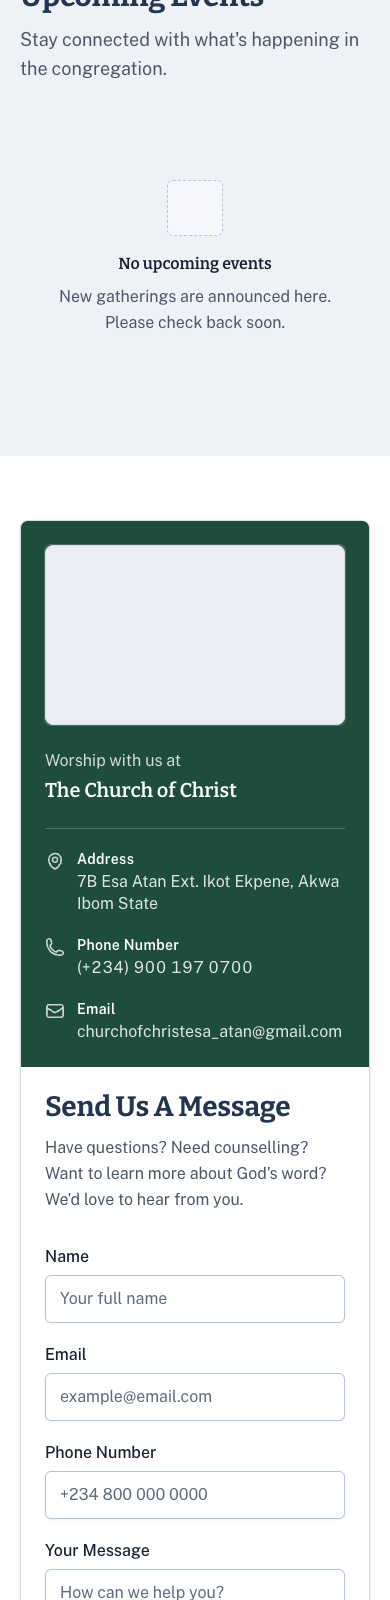 Upcoming Events
Stay connected with what's happening in
the congregation.
No upcoming events
New gatherings are announced here.
Please check back soon.
Worship with us at
The Church of Christ
Address
7B Esa Atan Ext. Ikot Ekpene, Akwa
Ibom State
Phone Number
(+234) 900 197 0700
Email
churchofchristesa_atan@gmail.com
Send Us A Message
Have questions? Need counselling?
Want to learn more about God's word?
We'd love to hear from you.
Name
Your full name
Email
example@email.com
Phone Number
+234 800 000 0000
Your Message
How can we help you?